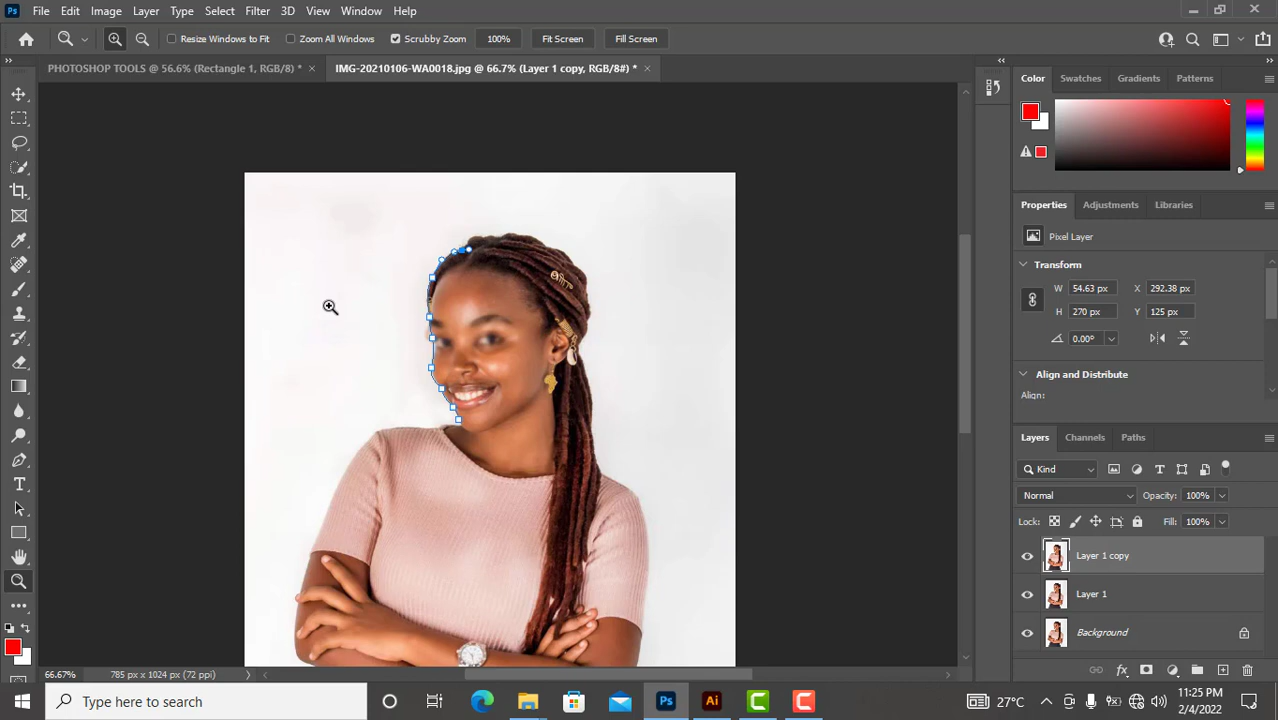 Ps File Edit Image Layer Type Select Filter 3D View Window Help
Resize Windows to Fit Zoom All Windows Scrubby Zoom 100% Fit Screen Fill Screen
PHOTOSHOP TOOLS @ 56.6% (Rectangle 1, RGB/8) * IMG-20210106-WA0018.jpg @ 66.7% (Layer 1 copy, RGB/8#) *
Color Swatches Gradients Patterns
Properties Adjustments Libraries
Pixel Layer
Transform
W 54.63 px X 292.38 px
H 270 px Y 125 px
0.00°
Align and Distribute
Align:
Layers Channels Paths
Kind
Normal Opacity: 100%
Lock: Fill: 100%
Layer 1 copy
Layer 1
Background
fx
66.67% 785 px x 1024 px (72 ppi)
Type here to search
Ps Ai C C
27°C
11:25 PM
2/4/2022